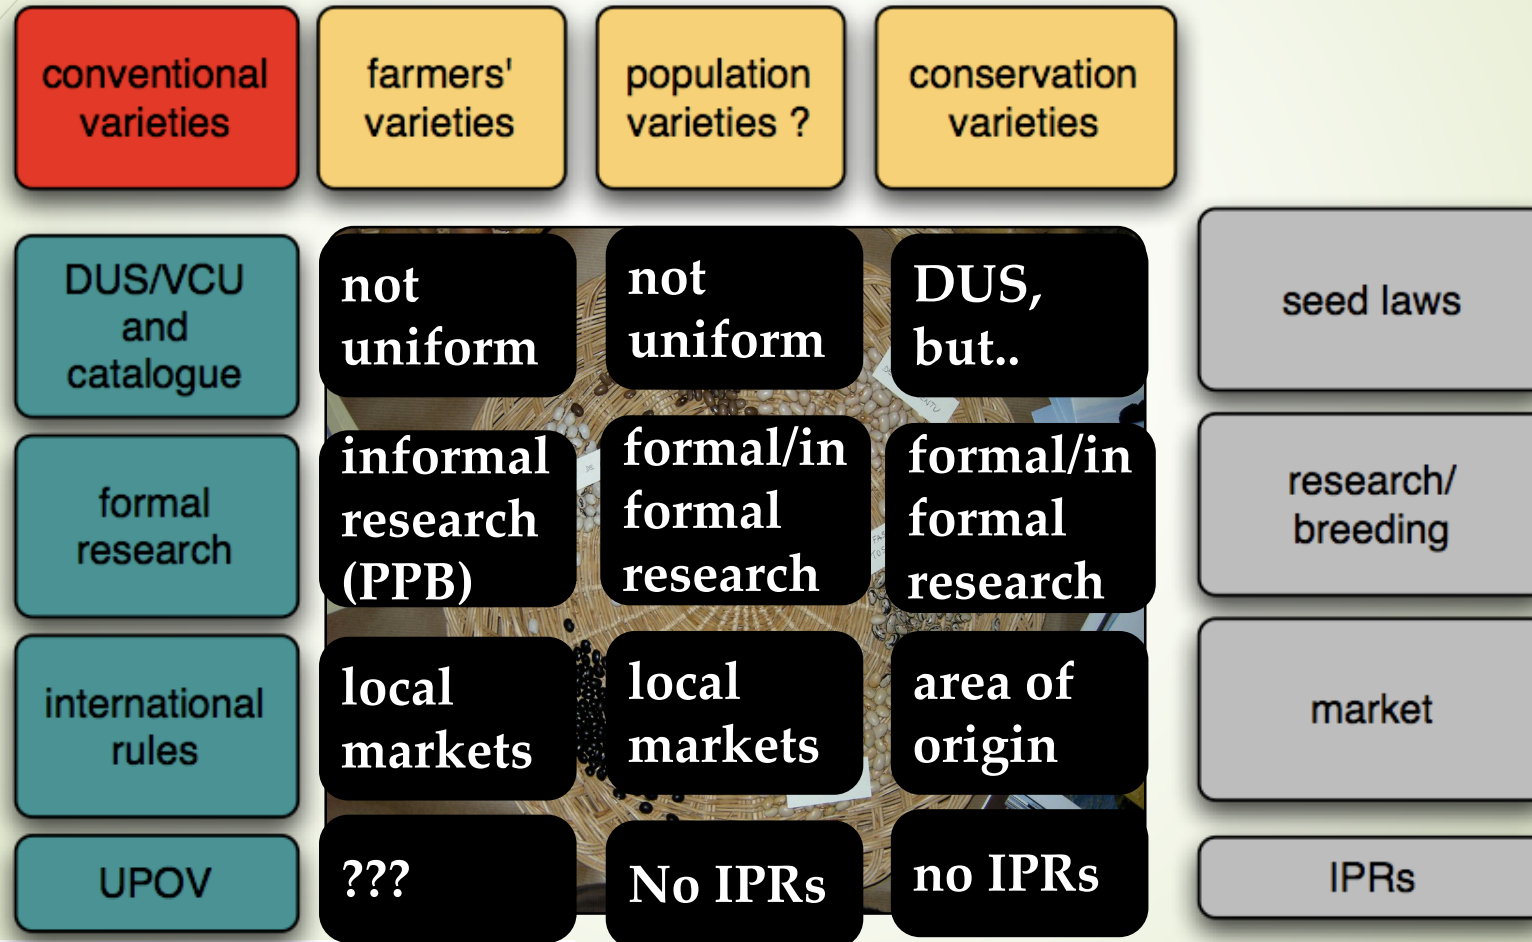 conventional
varieties
farmers'
varieties
population
varieties ?
conservation
varieties
DUS/VCU
and
catalogue
not
uniform
not
uniform
DUS,
but..
seed laws
formal
research
informal
research
(PPB)
formal/in
formal
research
formal/in
formal
research
research/
breeding
international
rules
local
markets
local
markets
area of
origin
market
UPOV
???
No IPRs
no IPRs
IPRs